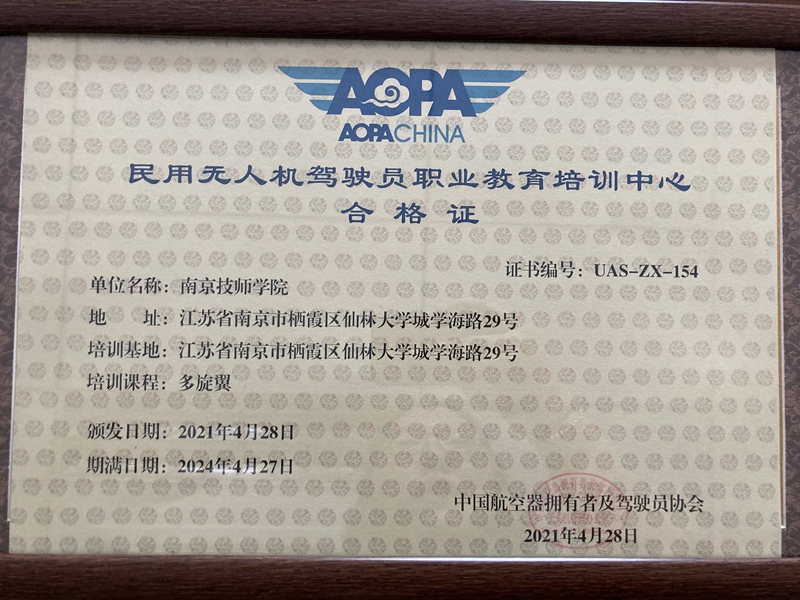 AOPA
AOPA CHINA
民用无人机驾驶员职业教育培训中心
合格证
证书编号：UAS-ZX-154
单位名称：南京技师学院
地 址：江苏省南京市栖霞区仙林大学城学海路29号
培训基地：江苏省南京市栖霞区仙林大学城学海路29号
培训课程：多旋翼
颁发日期：2021年4月28日
期满日期：2024年4月27日
中国航空器拥有者及驾驶员协会
2021年4月28日